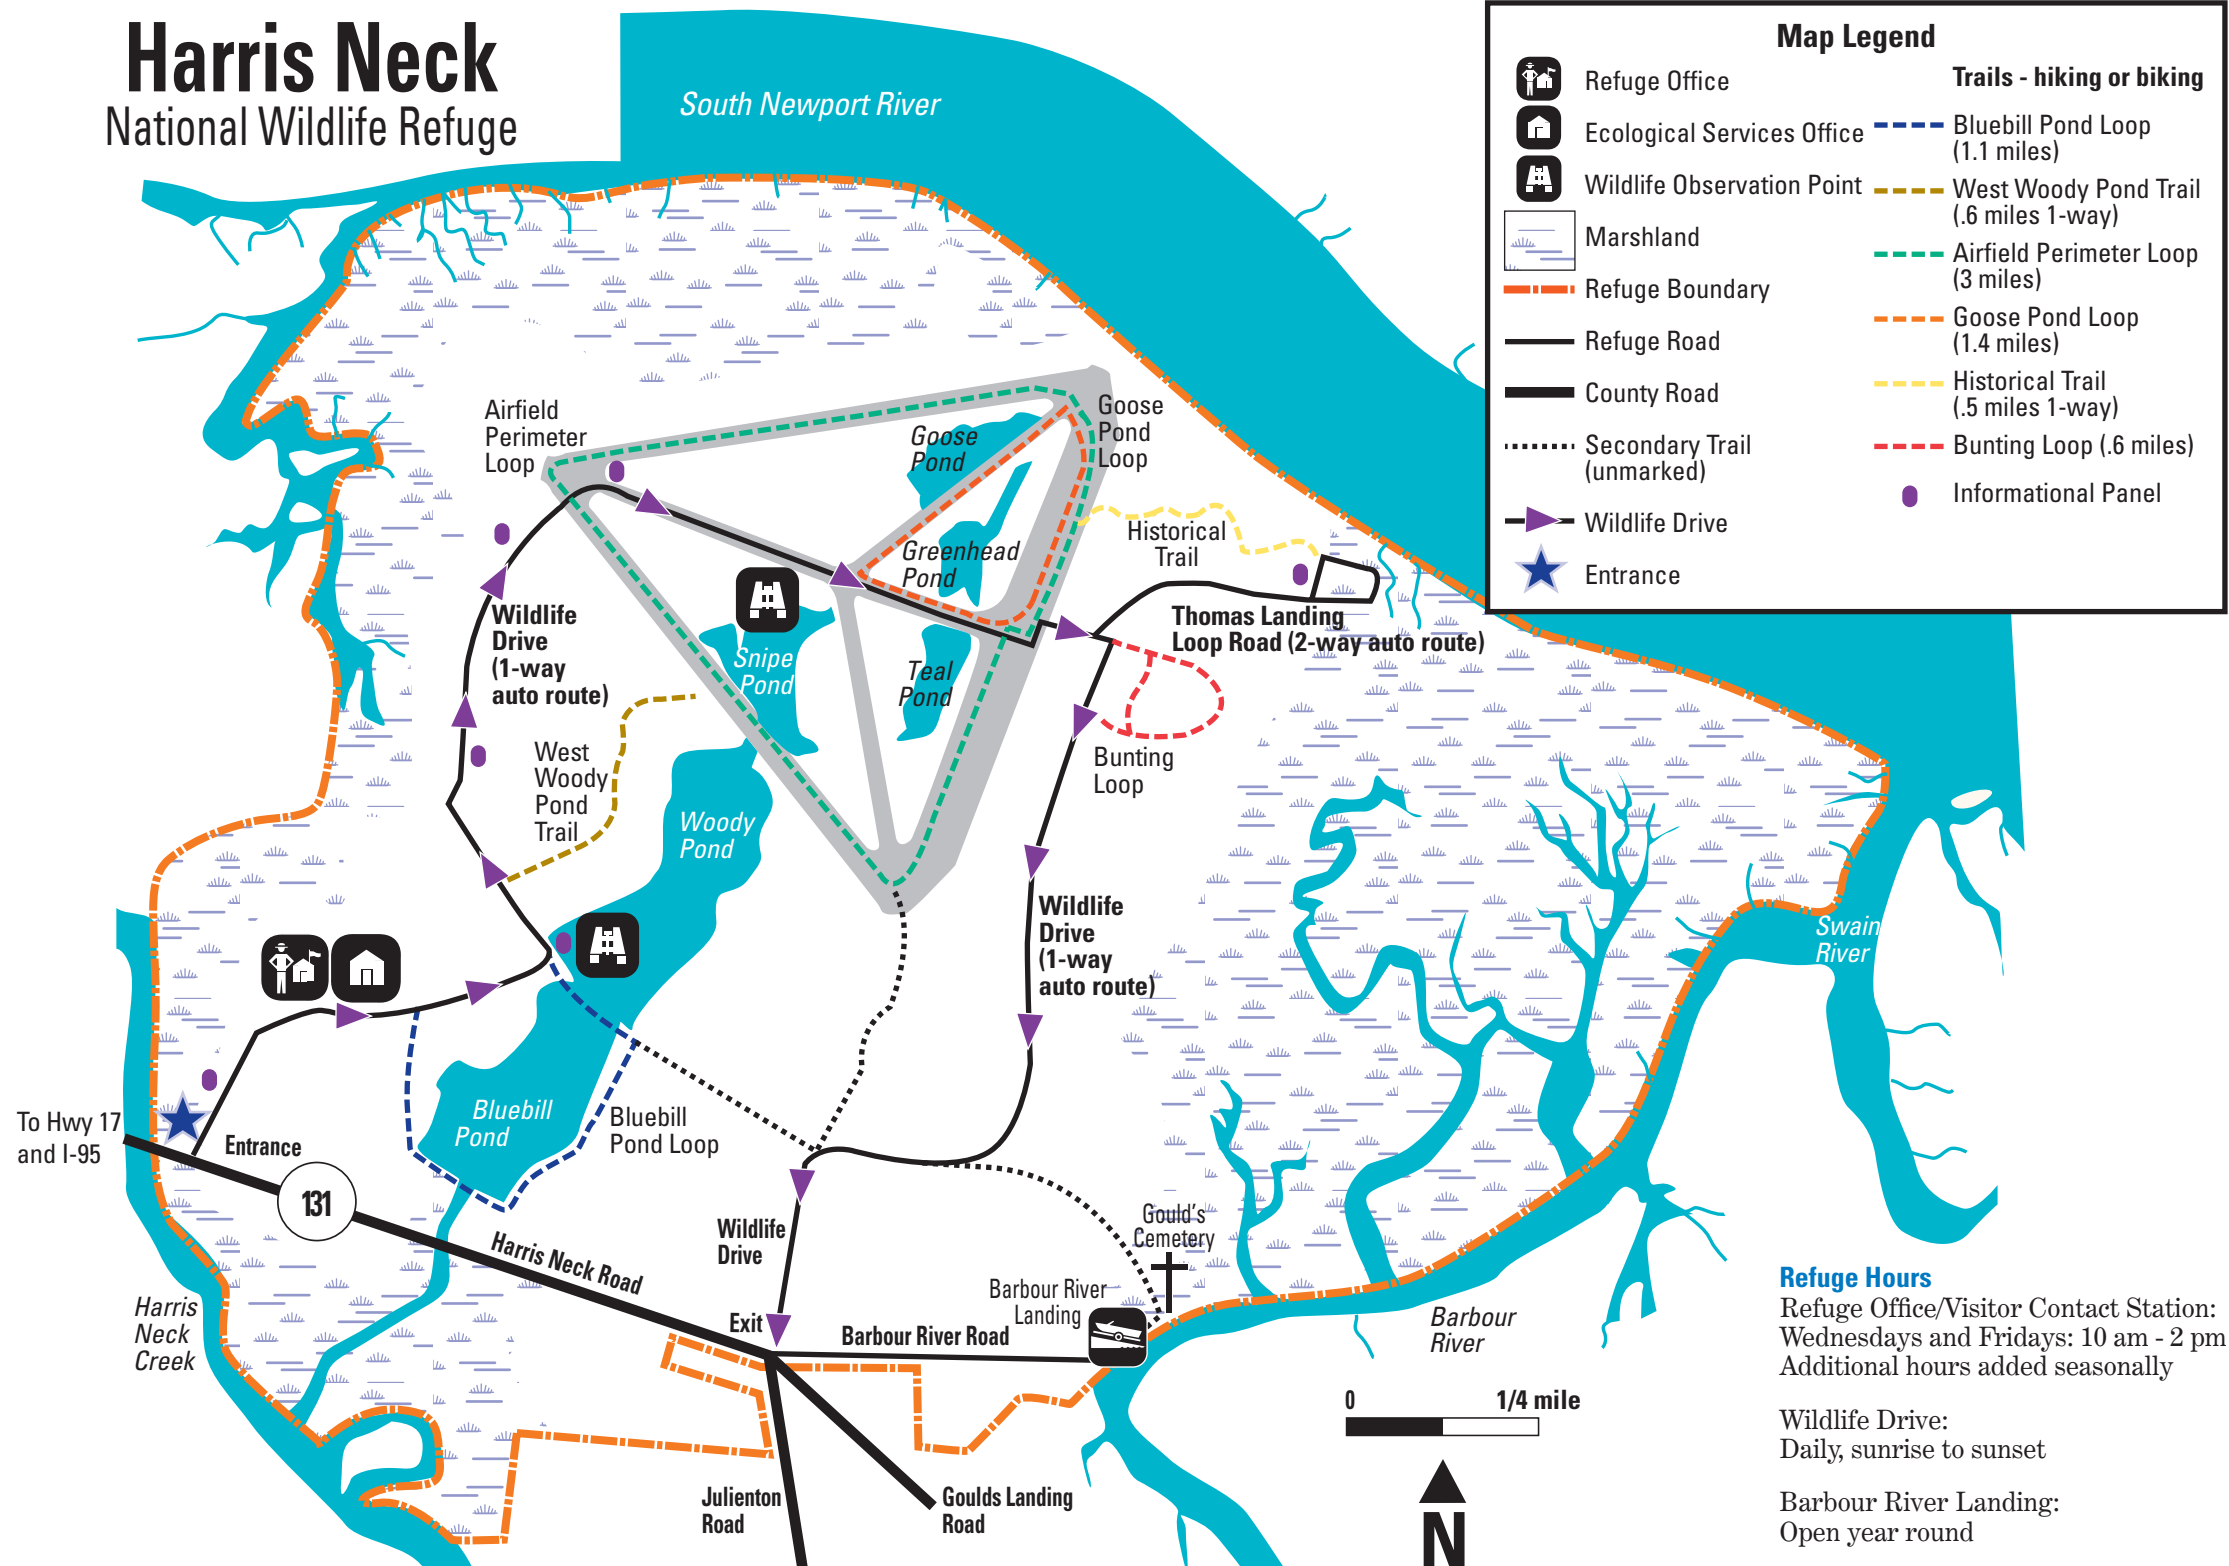 Harris Neck
National Wildlife Refuge
South Newport River
Map Legend
Refuge Office
Ecological Services Office
Wildlife Observation Point
Marshland
Refuge Boundary
Refuge Road
County Road
Secondary Trail
(unmarked)
Wildlife Drive
Entrance
Trails - hiking or biking
Bluebill Pond Loop
(1.1 miles)
West Woody Pond Trail
(.6 miles 1-way)
Airfield Perimeter Loop
(3 miles)
Goose Pond Loop
(1.4 miles)
Historical Trail
(.5 miles 1-way)
Bunting Loop (.6 miles)
Informational Panel
Airfield
Perimeter
Loop
Goose
Pond
Goose
Pond
Loop
Greenhead
Pond
Historical
Trail
Thomas Landing
Loop Road (2-way auto route)
Wildlife
Drive
(1-way
auto route)
Snipe
Pond
Teal
Pond
West
Woody
Pond
Trail
Woody
Pond
Bunting
Loop
Wildlife
Drive
(1-way
auto route)
Swain
River
To Hwy 17
and I-95
Entrance
131
Bluebill
Pond
Bluebill
Pond Loop
Harris Neck Road
Wildlife
Drive
Gould's
Cemetery
Barbour River
Landing
Exit
Barbour River Road
Harris
Neck
Creek
Barbour
River
0 1/4 mile
N
Julienton
Road
Goulds Landing
Road
Refuge Hours
Refuge Office/Visitor Contact Station:
Wednesdays and Fridays: 10 am - 2 pm
Additional hours added seasonally
Wildlife Drive:
Daily, sunrise to sunset
Barbour River Landing:
Open year round